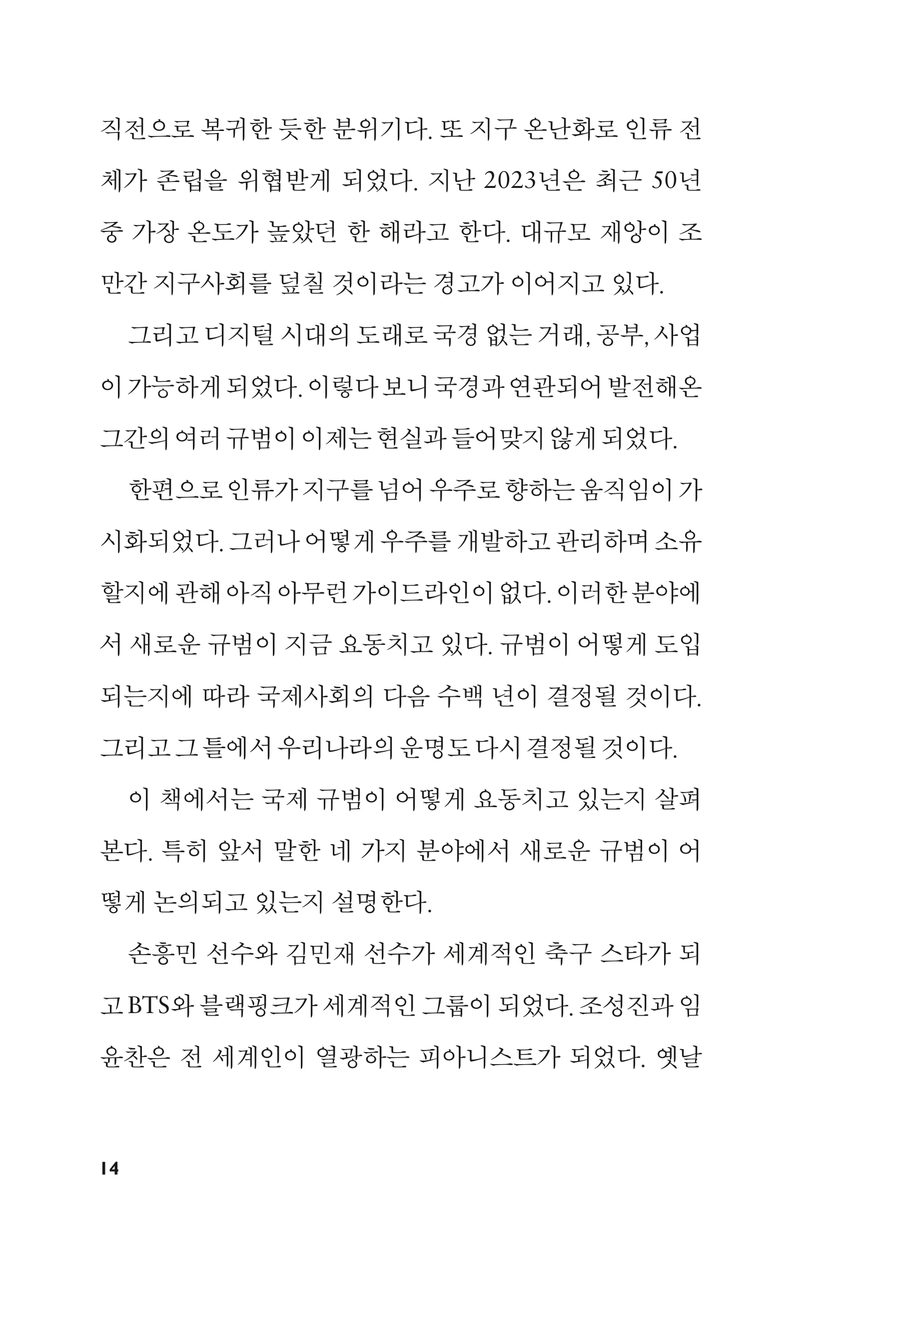 직전으로 복귀한 듯한 분위기다. 또 지구 온난화로 인류 전
체가 존립을 위협받게 되었다. 지난 2023년은 최근 50년
중 가장 온도가 높았던 한 해라고 한다. 대규모 재앙이 조
만간 지구사회를 덮칠 것이라는 경고가 이어지고 있다.
그리고 디지털 시대의 도래로 국경 없는 거래, 공부, 사업
이 가능하게 되었다. 이렇다 보니 국경과 연관되어 발전해온
그간의 여러 규범이 이제는 현실과 들어맞지 않게 되었다.
한편으로 인류가 지구를 넘어 우주로 향하는 움직임이 가
시화되었다. 그러나 어떻게 우주를 개발하고 관리하며 소유
할지에 관해 아직 아무런 가이드라인이 없다. 이러한 분야에
서 새로운 규범이 지금 요동치고 있다. 규범이 어떻게 도입
되는지에 따라 국제사회의 다음 수백 년이 결정될 것이다.
그리고 그 틀에서 우리나라의 운명도 다시 결정될 것이다.
이 책에서는 국제 규범이 어떻게 요동치고 있는지 살펴
본다. 특히 앞서 말한 네 가지 분야에서 새로운 규범이 어
떻게 논의되고 있는지 설명한다.
손흥민 선수와 김민재 선수가 세계적인 축구 스타가 되
고 BTS와 블랙핑크가 세계적인 그룹이 되었다. 조성진과 임
윤찬은 전 세계인이 열광하는 피아니스트가 되었다. 옛날
14